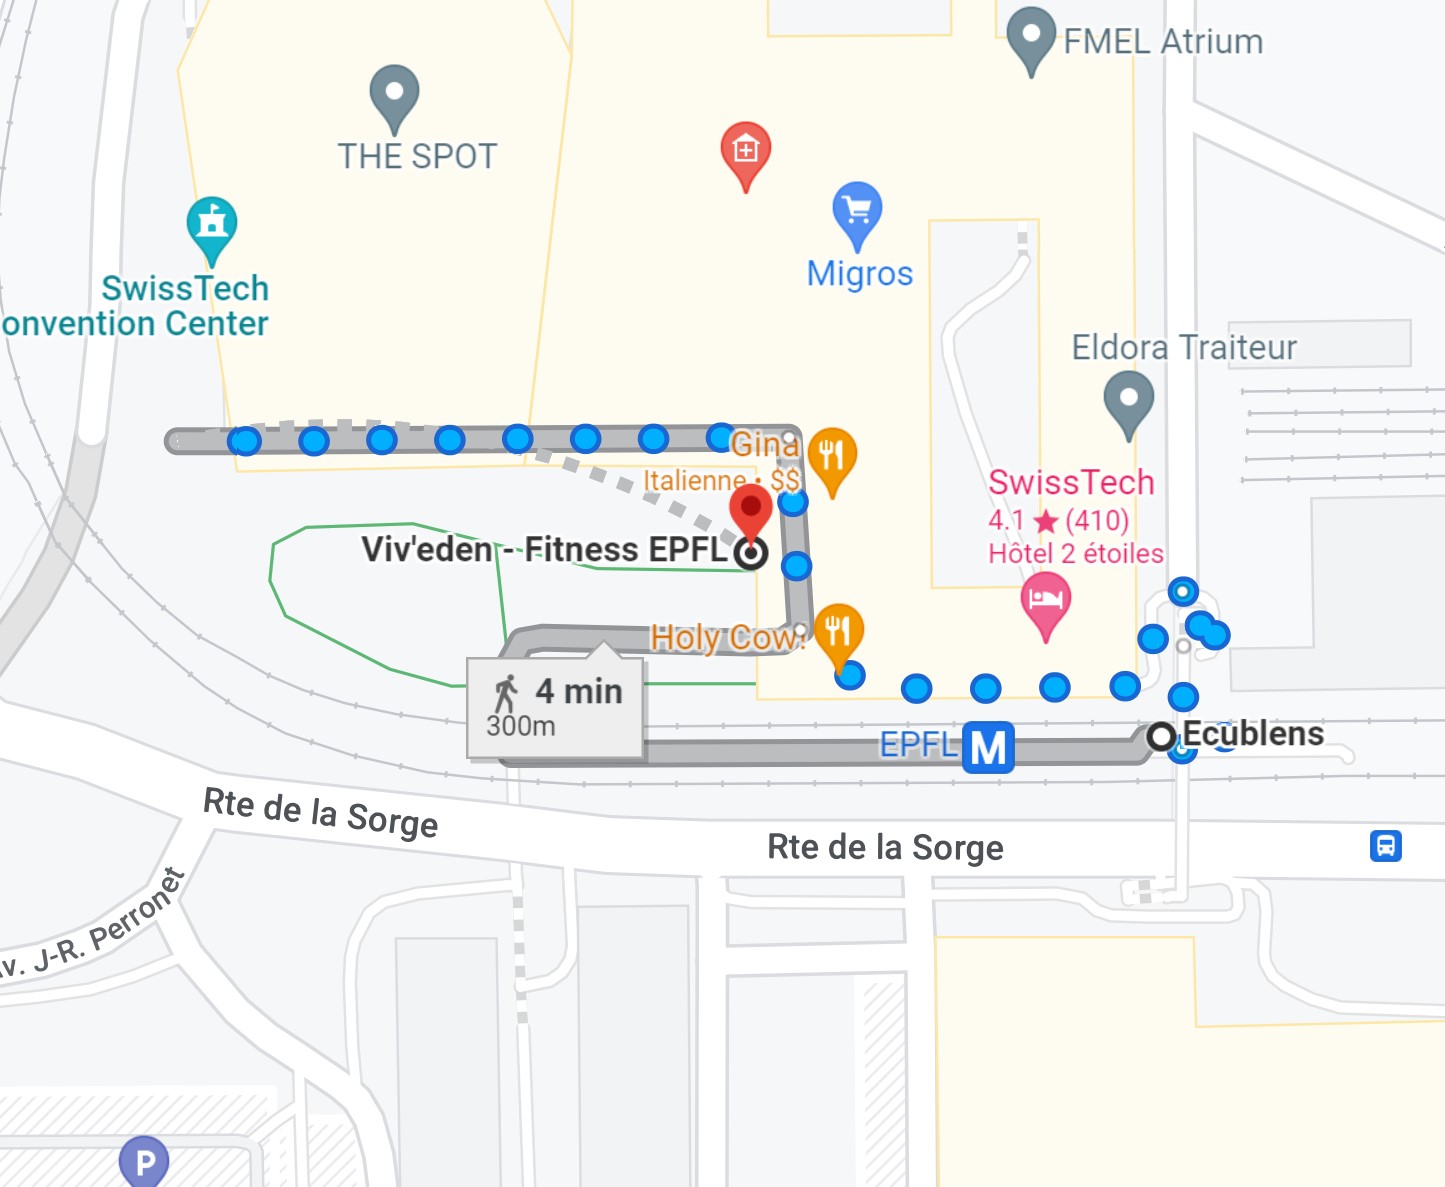 FMEL Atrium
THE SPOT
Migros
SwissTech
onvention Center
Eldora Traiteur
Gina
Italienne • $$
SwissTech
4.1 ★ (410)
Hôtel 2 étoiles
Viv'eden - Fitness EPFL
Holy Cow!
4 min
300m
EPFL M
Ecublens
Rte de la Sorge
Rte de la Sorge
v. J-R. Perronet
P